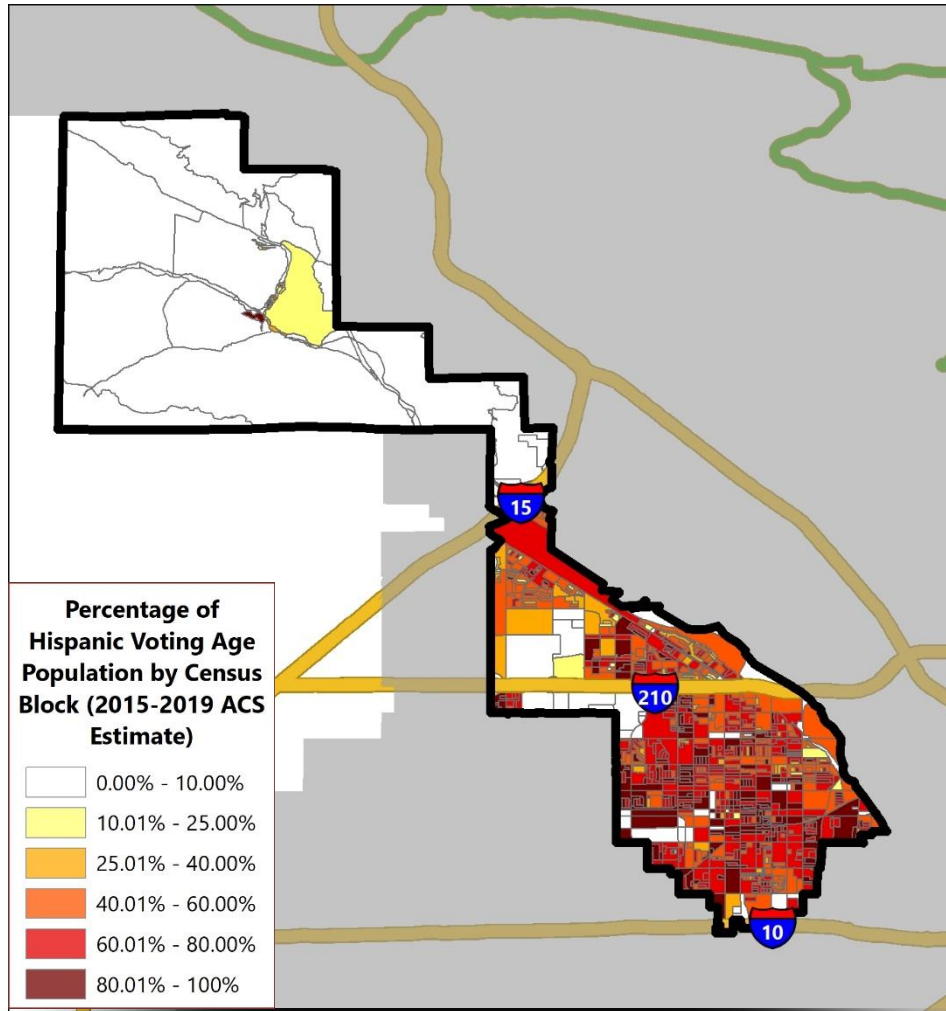 15
210
10
Percentage of
Hispanic Voting Age
Population by Census
Block (2015-2019 ACS
Estimate)
0.00% - 10.00%
10.01% - 25.00%
25.01% - 40.00%
40.01% - 60.00%
60.01% - 80.00%
80.01% - 100%